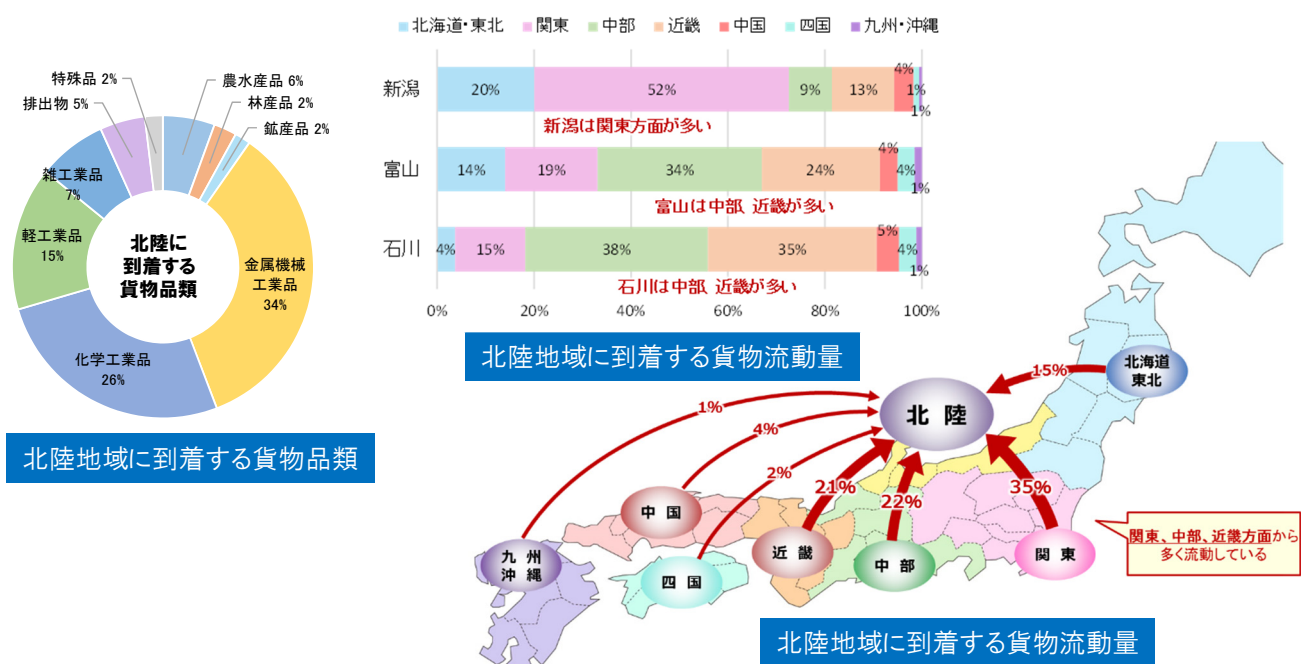 特殊品 2%
農水産品 6%
排出物 5%
林産品 2%
鉱産品 2%
雑工業品
7%
軽工業品
15%
北陸に
到着する
貨物品類
金属機械
工業品
34%
化学工業品
26%
北陸地域に到着する貨物品類
北海道・東北 関東 中部 近畿 中国 四国 九州・沖縄
新潟 20% 52% 9% 13% 4% 1% 1%
新潟は関東方面が多い
富山 14% 19% 34% 24% 4% 4% 1%
富山は中部、近畿が多い
石川 4% 15% 38% 35% 5% 4% 1%
石川は中部、近畿が多い
0% 20% 40% 60% 80% 100%
北陸地域に到着する貨物流動量
北海道
東北
15%
北陸
1%
4%
2%
21%
22%
35%
中国
九州
沖縄
四国
近畿
中部
関東
関東、中部、近畿方面から
多く流動している
北陸地域に到着する貨物流動量